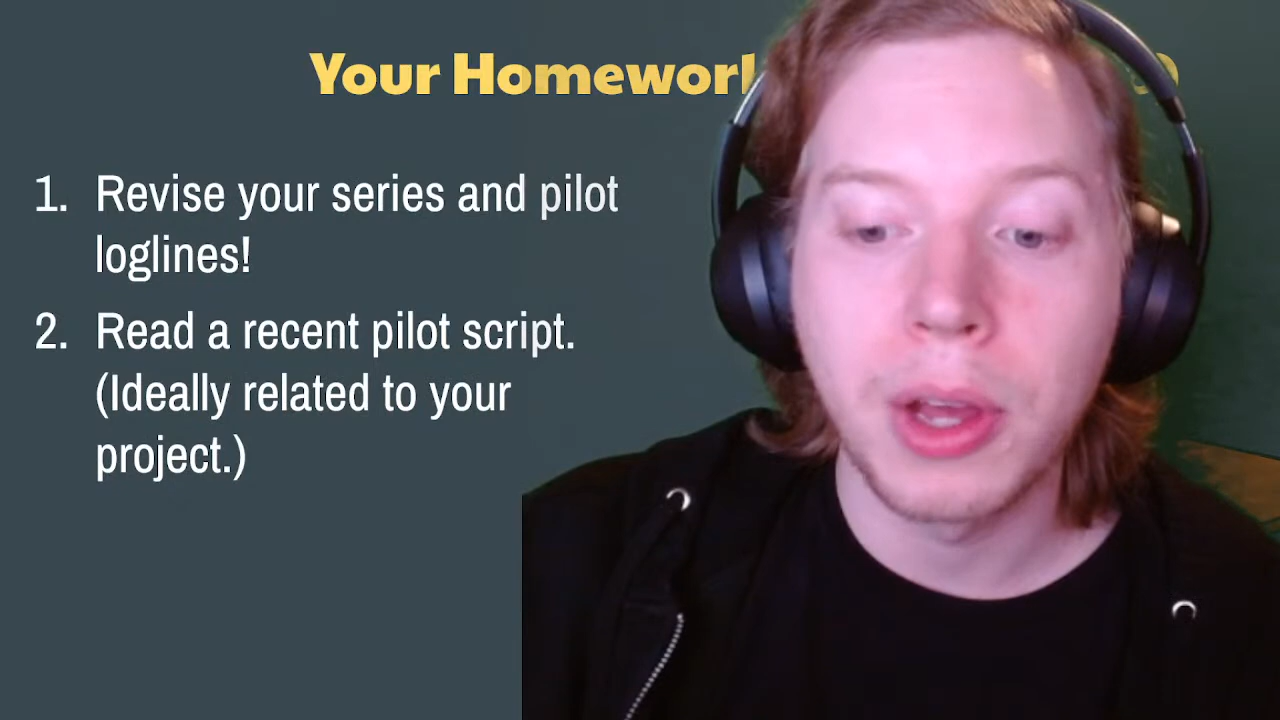 Your Homework
1. Revise your series and pilot
loglines!
2. Read a recent pilot script.
(Ideally related to your
project.)